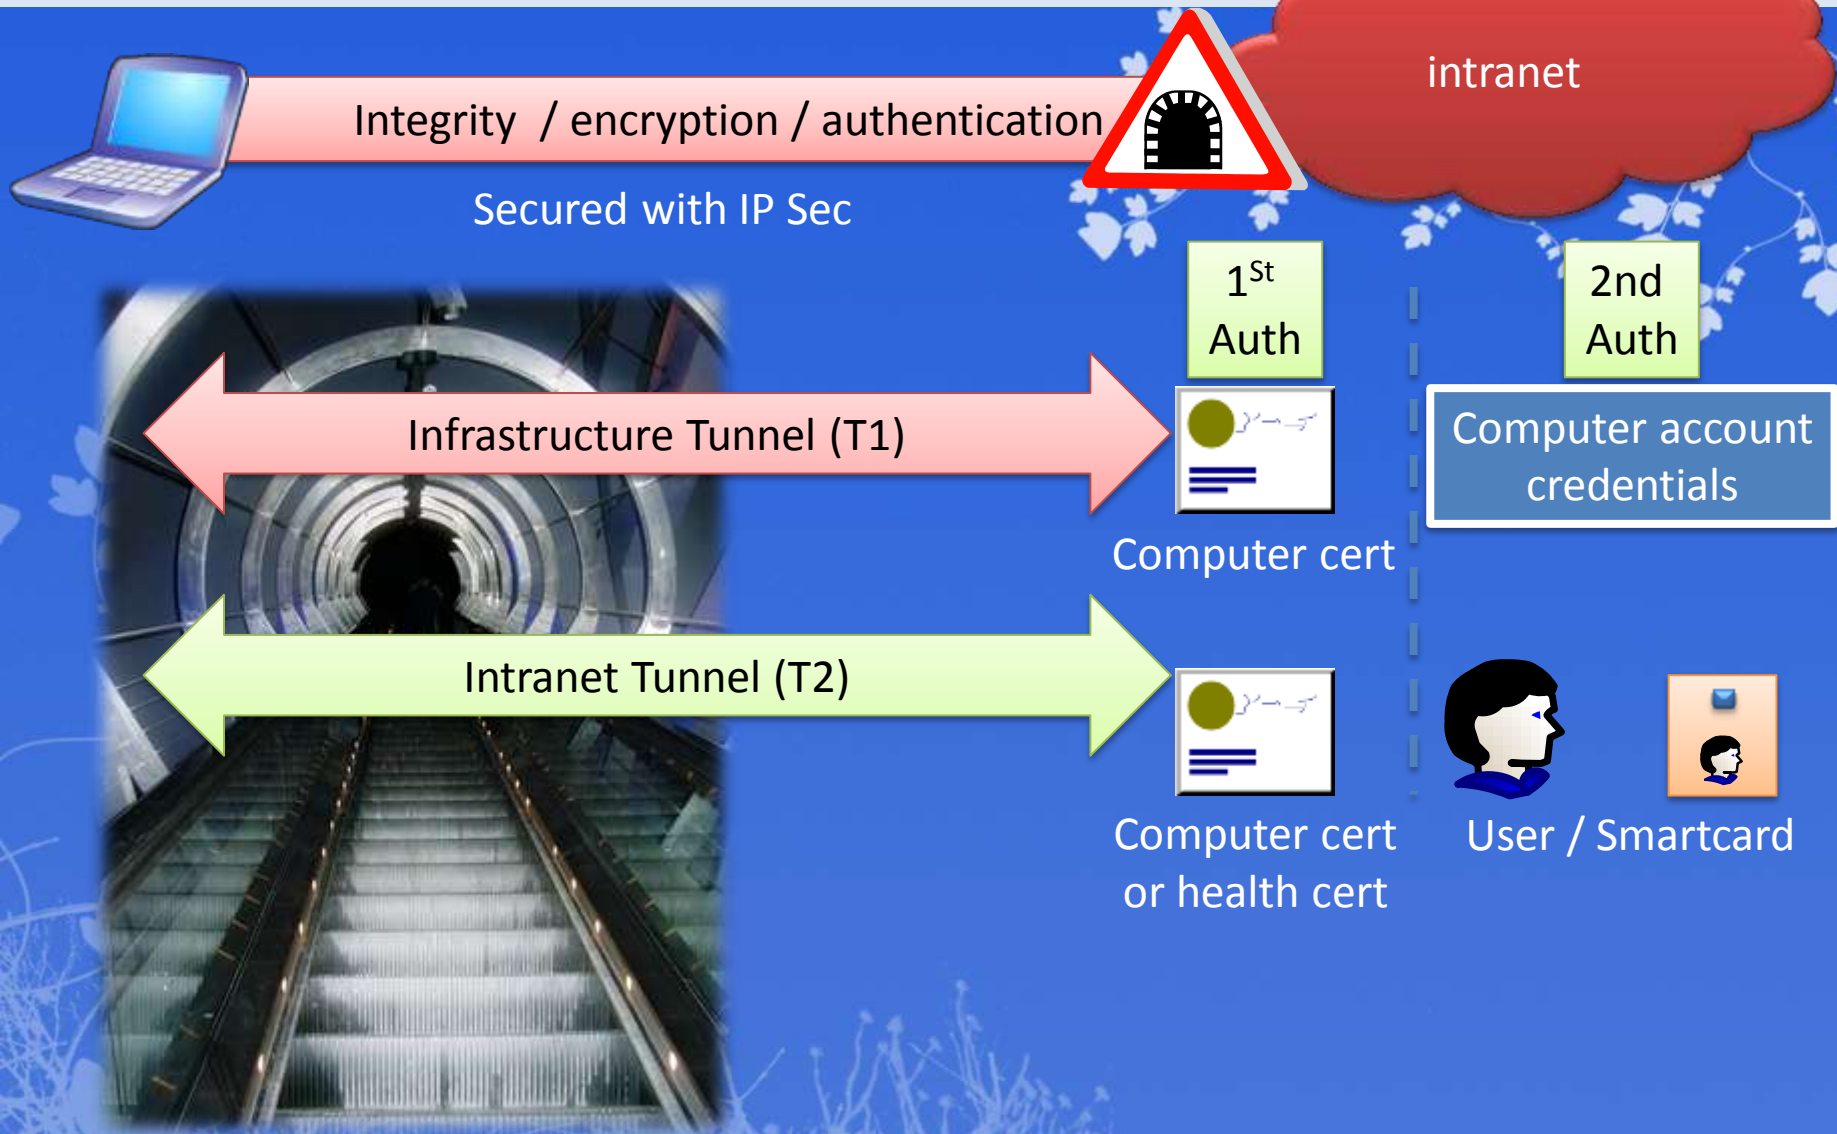 intranet
Integrity / encryption / authentication
Secured with IP Sec
1St
Auth
2nd
Auth
Infrastructure Tunnel (T1)
Computer account
credentials
Computer cert
Intranet Tunnel (T2)
Computer cert
or health cert
User / Smartcard